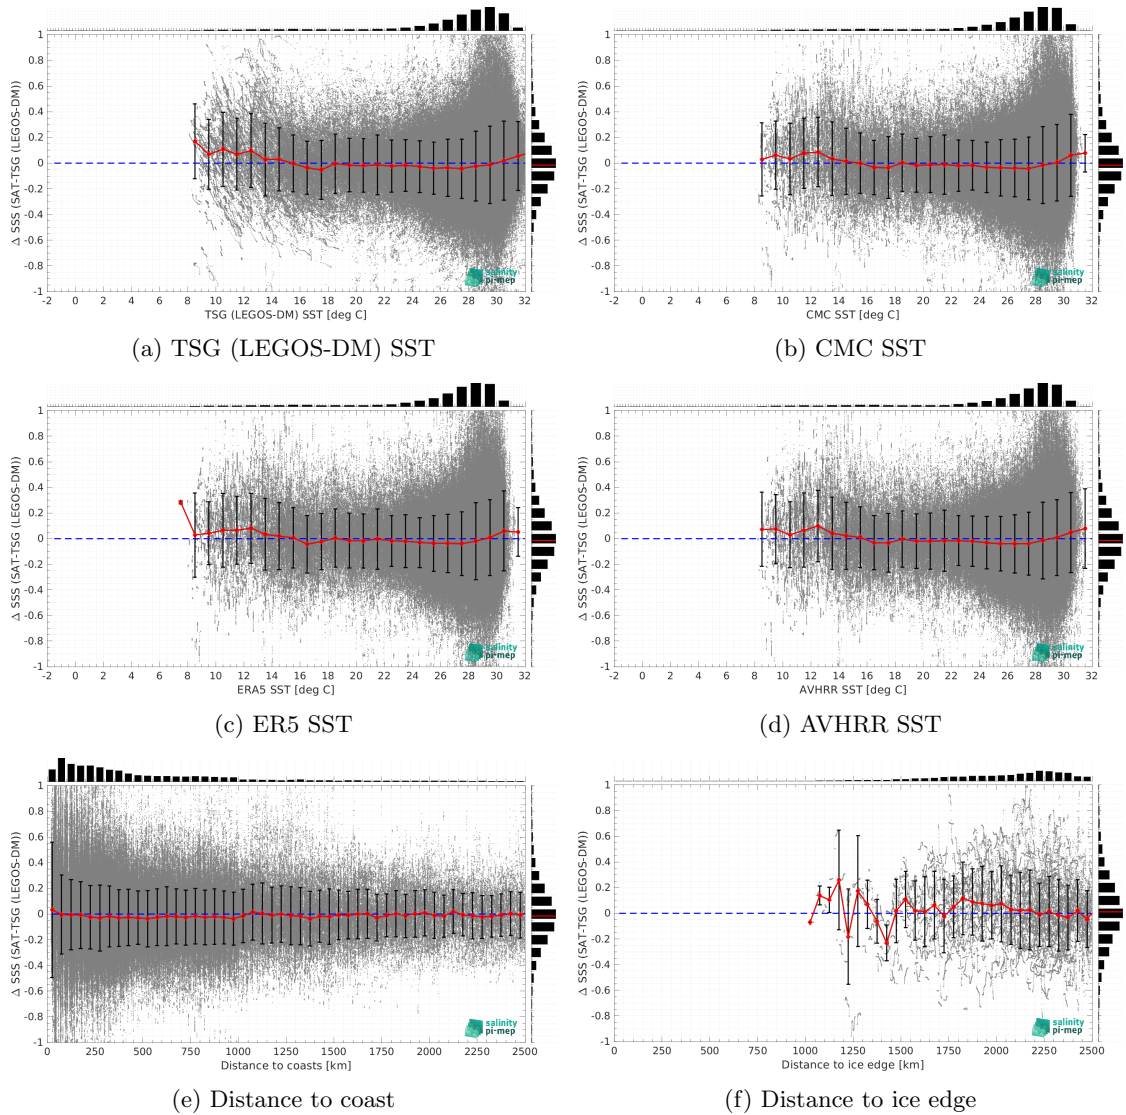 Δ SSS (SAT-TSG (LEGOS-DM))
1
0.8
0.6
0.4
0.2
0
-0.2
-0.4
-0.6
-0.8
-1
-2 0 2 4 6 8 10 12 14 16 18 20 22 24 26 28 30 32
TSG (LEGOS-DM) SST [deg C]
salinity
pi-mep
(a) TSG (LEGOS-DM) SST
Δ SSS (SAT-TSG (LEGOS-DM))
1
0.8
0.6
0.4
0.2
0
-0.2
-0.4
-0.6
-0.8
-1
-2 0 2 4 6 8 10 12 14 16 18 20 22 24 26 28 30 32
CMC SST [deg C]
salinity
pi-mep
(b) CMC SST
Δ SSS (SAT-TSG (LEGOS-DM))
1
0.8
0.6
0.4
0.2
0
-0.2
-0.4
-0.6
-0.8
-1
-2 0 2 4 6 8 10 12 14 16 18 20 22 24 26 28 30 32
ERA5 SST [deg C]
salinity
pi-mep
(c) ER5 SST
Δ SSS (SAT-TSG (LEGOS-DM))
1
0.8
0.6
0.4
0.2
0
-0.2
-0.4
-0.6
-0.8
-1
-2 0 2 4 6 8 10 12 14 16 18 20 22 24 26 28 30 32
AVHRR SST [deg C]
salinity
pi-mep
(d) AVHRR SST
Δ SSS (SAT-TSG (LEGOS-DM))
1
0.8
0.6
0.4
0.2
0
-0.2
-0.4
-0.6
-0.8
-1
0 250 500 750 1000 1250 1500 1750 2000 2250 2500
Distance to coasts [km]
salinity
pi-mep
(e) Distance to coast
Δ SSS (SAT-TSG (LEGOS-DM))
1
0.8
0.6
0.4
0.2
0
-0.2
-0.4
-0.6
-0.8
-1
0 250 500 750 1000 1250 1500 1750 2000 2250 2500
Distance to ice edge [km]
salinity
pi-mep
(f) Distance to ice edge